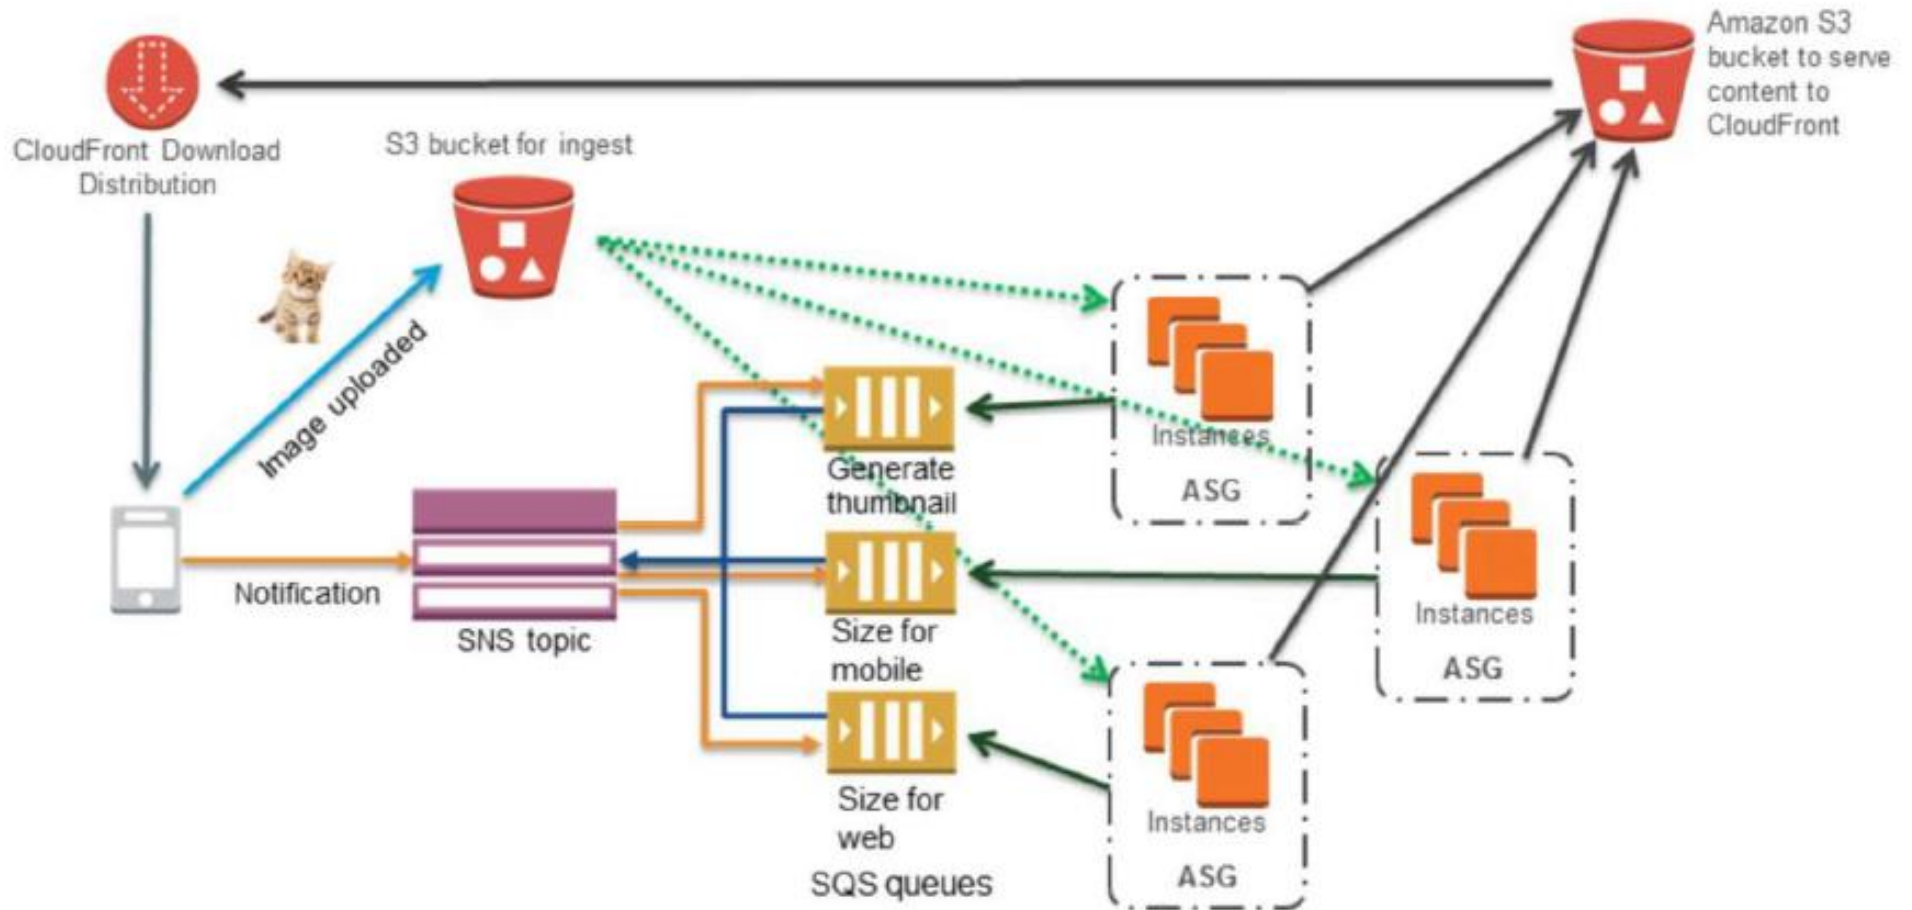 Amazon S3
bucket to serve
content to
CloudFront
CloudFront Download
Distribution
S3 bucket for ingest
Image uploaded
Notification
SNS topic
Generate
thumbnail
Size for
mobile
Size for
web
SQS queues
Instances
ASG
Instances
ASG
Instances
ASG